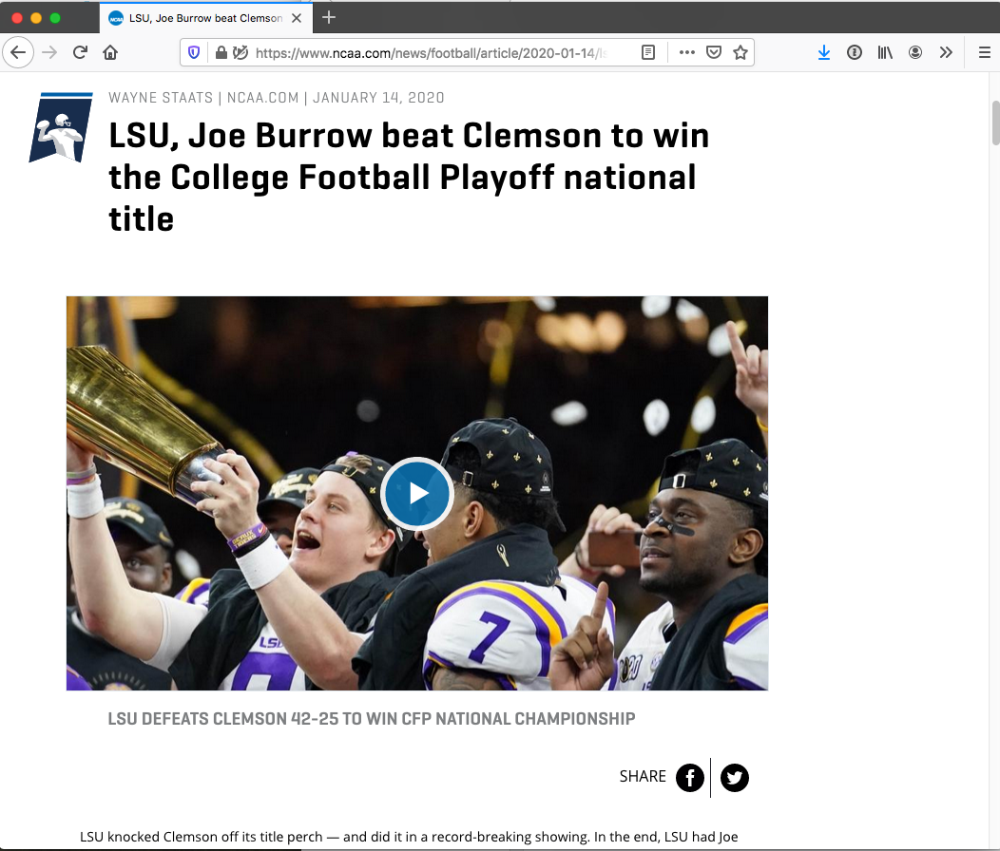 LSU, Joe Burrow beat Clemson
https://www.ncaa.com/news/football/article/2020-01-14/ls
WAYNE STAATS | NCAA.COM | JANUARY 14, 2020
LSU, Joe Burrow beat Clemson to win
the College Football Playoff national
title
LSU
7
LSU DEFEATS CLEMSON 42-25 TO WIN CFP NATIONAL CHAMPIONSHIP
SHARE
LSU knocked Clemson off its title perch — and did it in a record-breaking showing. In the end, LSU had Joe